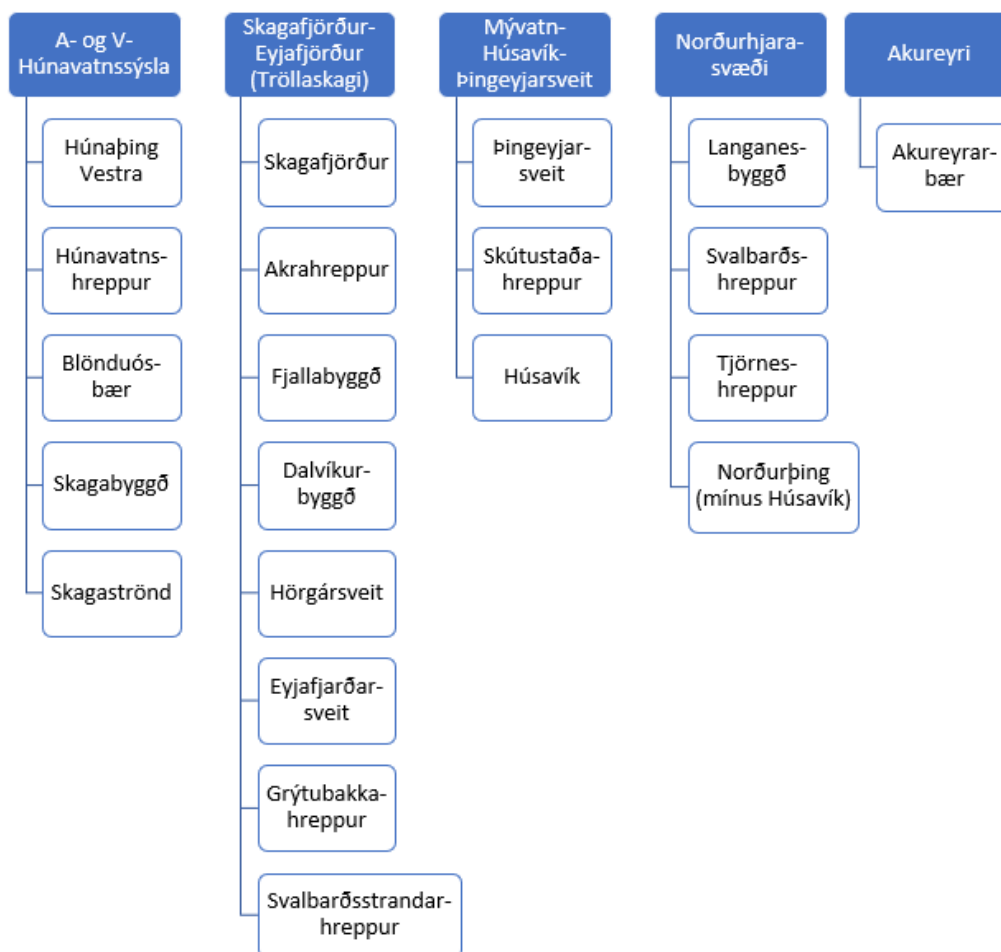 A- og V-
Húnavatnssýsla
Húnaþing
Vestra
Húnavatns-
hreppur
Blönduós-
bær
Skagabyggð
Skagaströnd
Skagafjörður-
Eyjafjörður
(Tröllaskagi)
Skagafjörður
Akrahreppur
Fjallabyggð
Dalvíkur-
byggð
Hörgársveit
Eyjafjarðar-
sveit
Grýtubakka-
hreppur
Svalbarðsstrandar-
hreppur
Mývatn-
Húsavík-
Þingeyjarsveit
Þingeyjar-
sveit
Skútustaða-
hreppur
Húsavík
Norðurhjara-
svæði
Langanes-
byggð
Svalbarðs-
hreppur
Tjörnes-
hreppur
Norðurþing
(mínus Húsavík)
Akureyri
Akureyrar-
bær